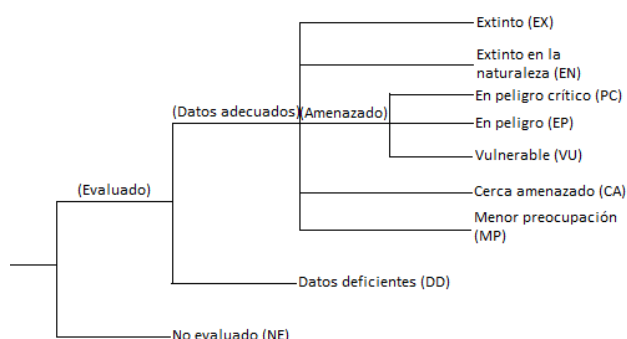 Extinto (EX)
Extinto en la
naturaleza (EN)
En peligro crítico (PC)
(Datos adecuados)
(Amenazado)
En peligro (EP)
Vulnerable (VU)
(Evaluado)
Cerca amenazado (CA)
Menor preocupación
(MP)
Datos deficientes (DD)
No evaluado (NE)